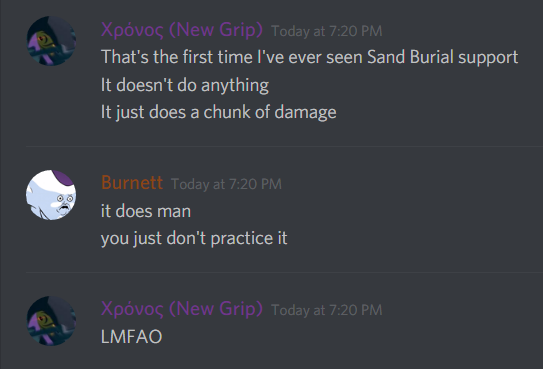 Χρόνος (New Grip) Today at 7:20 PM
That's the first time I've ever seen Sand Burial support
It doesn't do anything
It just does a chunk of damage
Burnett Today at 7:20 PM
it does man
you just don't practice it
Χρόνος (New Grip) Today at 7:20 PM
LMFAO